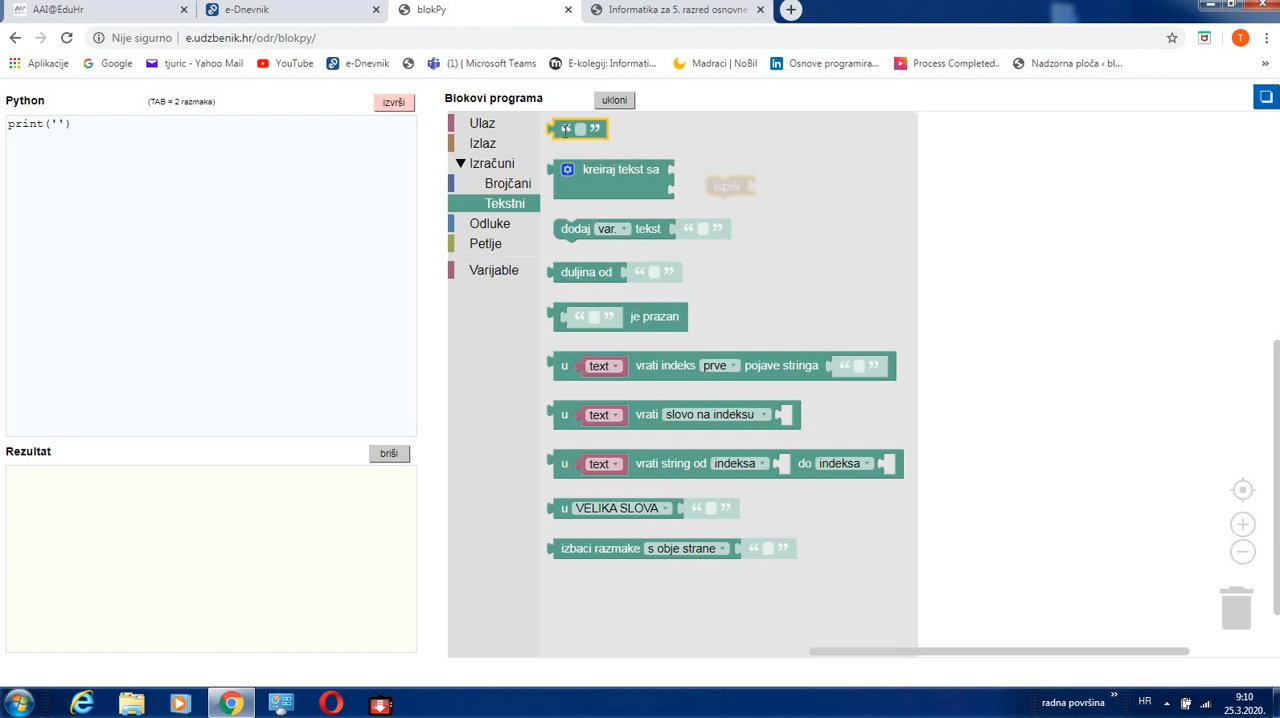 AAI@EduHr
e-Dnevnik
blokPy
Informatika za 5. razred osnovne
Nije sigurno
e.udzbenik.hr/odr/blokpy/
T
Aplikacije
Google
tjuric - Yahoo Mail
YouTube
e-Dnevnik
(1) | Microsoft Teams
E-kolegij: Informati...
Madraci | NoBil
Osnove programira...
Process Completed..
Nadzorna ploča ‹ bl...
»
Python
(TAB = 2 razmaka)
izvrši
print('')
Rezultat
briši
Blokovi programa
ukloni
Ulaz
Izlaz
▼ Izračuni
Brojčani
Tekstni
Odluke
Petlje
Varijable
“ ”
kreiraj tekst sa
ispiši
dodaj var. tekst “ ”
duljina od “ ”
“ ” je prazan
u text vrati indeks prve pojave stringa “ ”
u text vrati slovo na indeksu
u text vrati string od indeksa do indeksa
u VELIKA SLOVA “ ”
izbaci razmake s obje strane “ ”
radna površina
»
HR
9:10
25.3.2020.